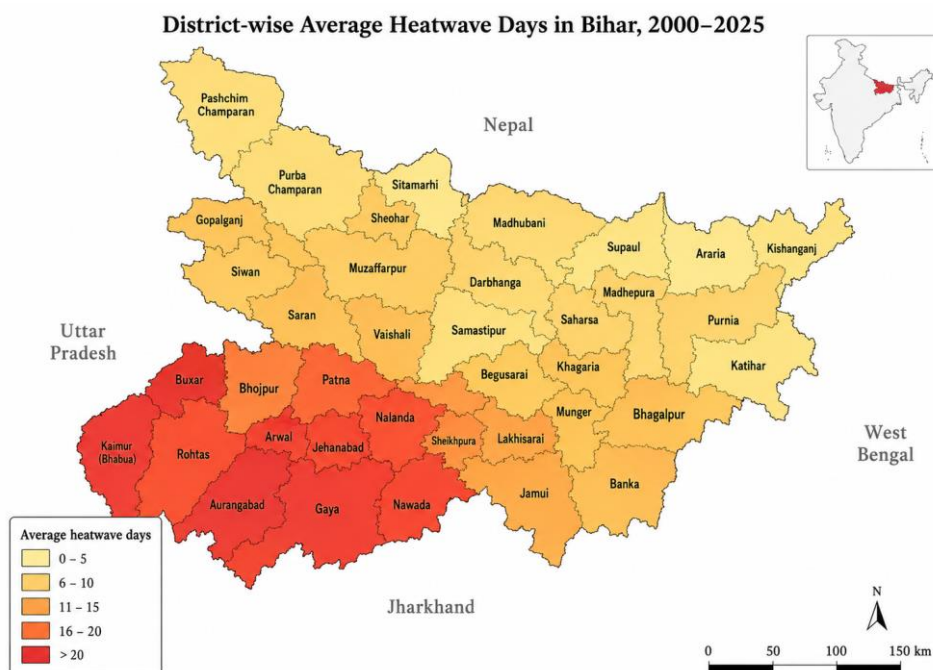 District-wise Average Heatwave Days in Bihar, 2000–2025
Pashchim
Champaran
Nepal
Purba
Champaran
Sitamarhi
Sheohar
Gopalganj
Madhubani
Supaul
Araria
Kishanganj
Siwan
Muzaffarpur
Darbhanga
Madhepura
Saran
Vaishali
Samastipur
Saharsa
Purnia
Uttar
Pradesh
Katihar
Buxar
Bhojpur
Patna
Begusarai
Khagaria
Munger
Bhagalpur
Nalanda
Arwal
Jehanabad
Sheikhpura
Lakhisarai
West
Bengal
Kaimur
(Bhabua)
Rohtas
Aurangabad
Gaya
Nawada
Jamui
Banka
Average heatwave days
0 – 5
6 – 10
11 – 15
16 – 20
> 20
Jharkhand
N
0 50 100 150 km